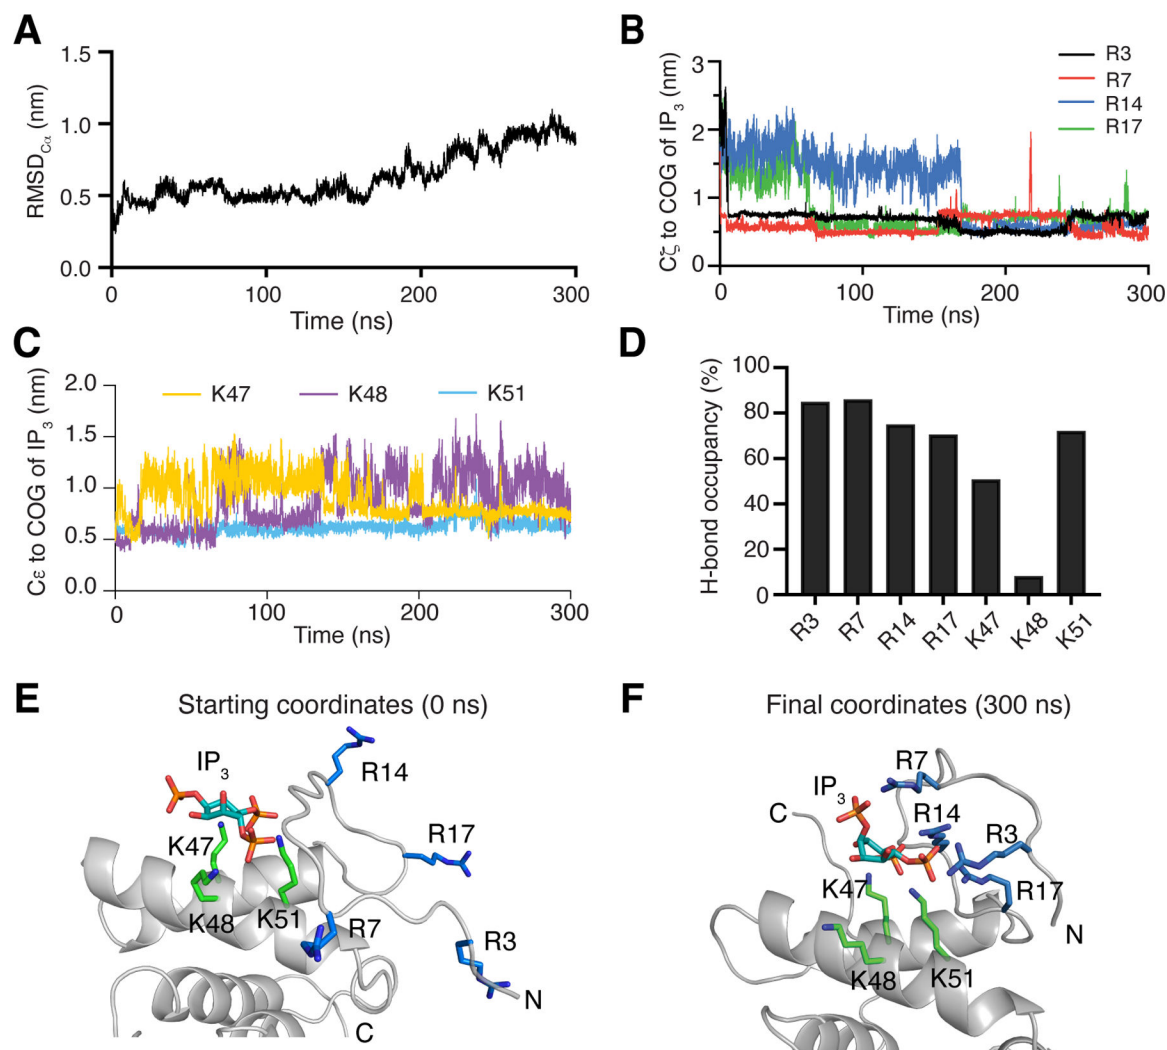 A
RMSD Cα (nm)
1.5
1.0
0.5
0.0
0
100
200
300
Time (ns)
B
Cζ to COG of IP3 (nm)
3
2
1
0
0
100
200
300
Time (ns)
R3
R7
R14
R17
C
Cε to COG of IP3 (nm)
2.0
1.5
1.0
0.5
0.0
K47
K48
K51
0
100
200
300
Time (ns)
D
H-bond occupancy (%)
100
80
60
40
20
0
R3
R7
R14
R17
K47
K48
K51
E
Starting coordinates (0 ns)
IP3
R14
K47
R17
K48
K51
R7
R3
N
C
F
Final coordinates (300 ns)
R7
IP3
C
R14
R3
K47
R17
N
K48
K51